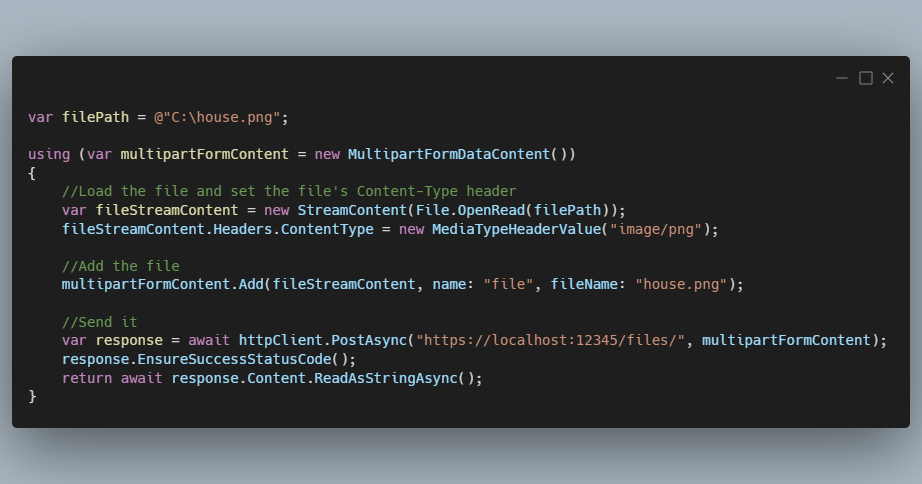 var filePath = @"C:\house.png";
using (var multipartFormContent = new MultipartFormDataContent())
{
//Load the file and set the file's Content-Type header
var fileStreamContent = new StreamContent(File.OpenRead(filePath));
fileStreamContent.Headers.ContentType = new MediaTypeHeaderValue("image/png");
//Add the file
multipartFormContent.Add(fileStreamContent, name: "file", fileName: "house.png");
//Send it
var response = await httpClient.PostAsync("https://localhost:12345/files/", multipartFormContent);
response.EnsureSuccessStatusCode();
return await response.Content.ReadAsStringAsync();
}